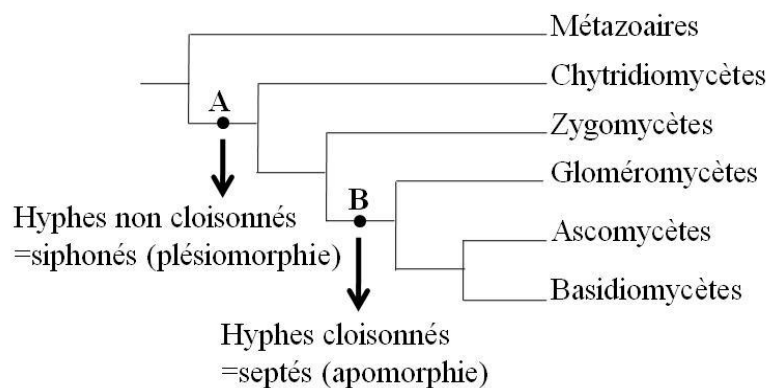 Métazoaires
Chytridiomycètes
A
Zygomycètes
Gloméromycètes
B
Hyphes non cloisonnés
=siphonés (plésiomorphie)
Ascomycètes
Basidiomycètes
Hyphes cloisonnés
=septés (apomorphie)